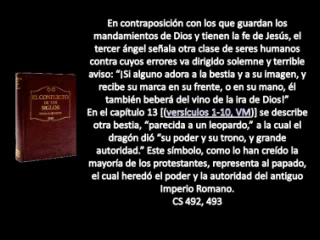 En contraposición con los que guardan los
mandamientos de Dios y tienen la fe de Jesús, el
tercer ángel señala otra clase de seres humanos
contra cuyos errores va dirigido solemne y terrible
aviso: "¡Si alguno adora a la bestia y a su imagen, y
recibe su marca en su frente, o en su mano, él
también beberá del vino de la ira de Dios!"
En el capítulo 13 [(versículos 1-10, VM)] se describe
otra bestia, "parecida a un leopardo," a la cual el
dragón dió "su poder y su trono, y grande
autoridad." Este símbolo, como lo han creído la
mayoría de los protestantes, representa al papado,
el cual heredó el poder y la autoridad del antiguo
Imperio Romano.
CS 492, 493
EL CONFLICTO
DE LOS
SIGLOS